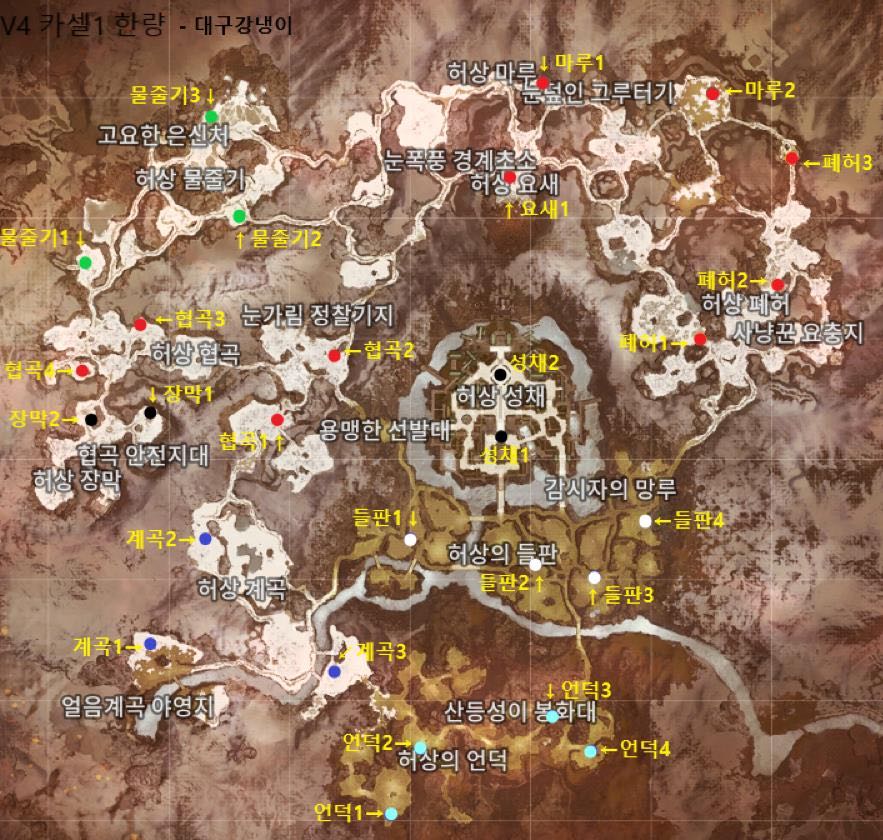 V4 카셀1 한량 - 대구강냉이
허상 마루
↓마루1
물줄기3↓
눈덮인 그루터기
←마루2
고요한 은신처
눈폭풍 경계초소
←폐허3
허상 물줄기
허상 요새
↑요새1
물줄기1↓
↑ 물줄기2
폐허2→
허상 폐허
←협곡3
눈가림 정찰기지
사냥꾼 요충지
폐허1→
허상 협곡
←협곡2
성채2
협곡4→
↓장막1
허상 성채
장막2→
협곡1↑
용맹한 선발대
협곡 안전지대
성채1
허상 장막
감시자의 망루
들판1↓
←들판4
계곡2→
허상의 들판
들판2↑
허상 계곡
↑들판3
계곡1→
계곡3
↓언덕3
얼음계곡 야영지
산등성이 봉화대
언덕2→
←언덕4
허상의 언덕
언덕1→